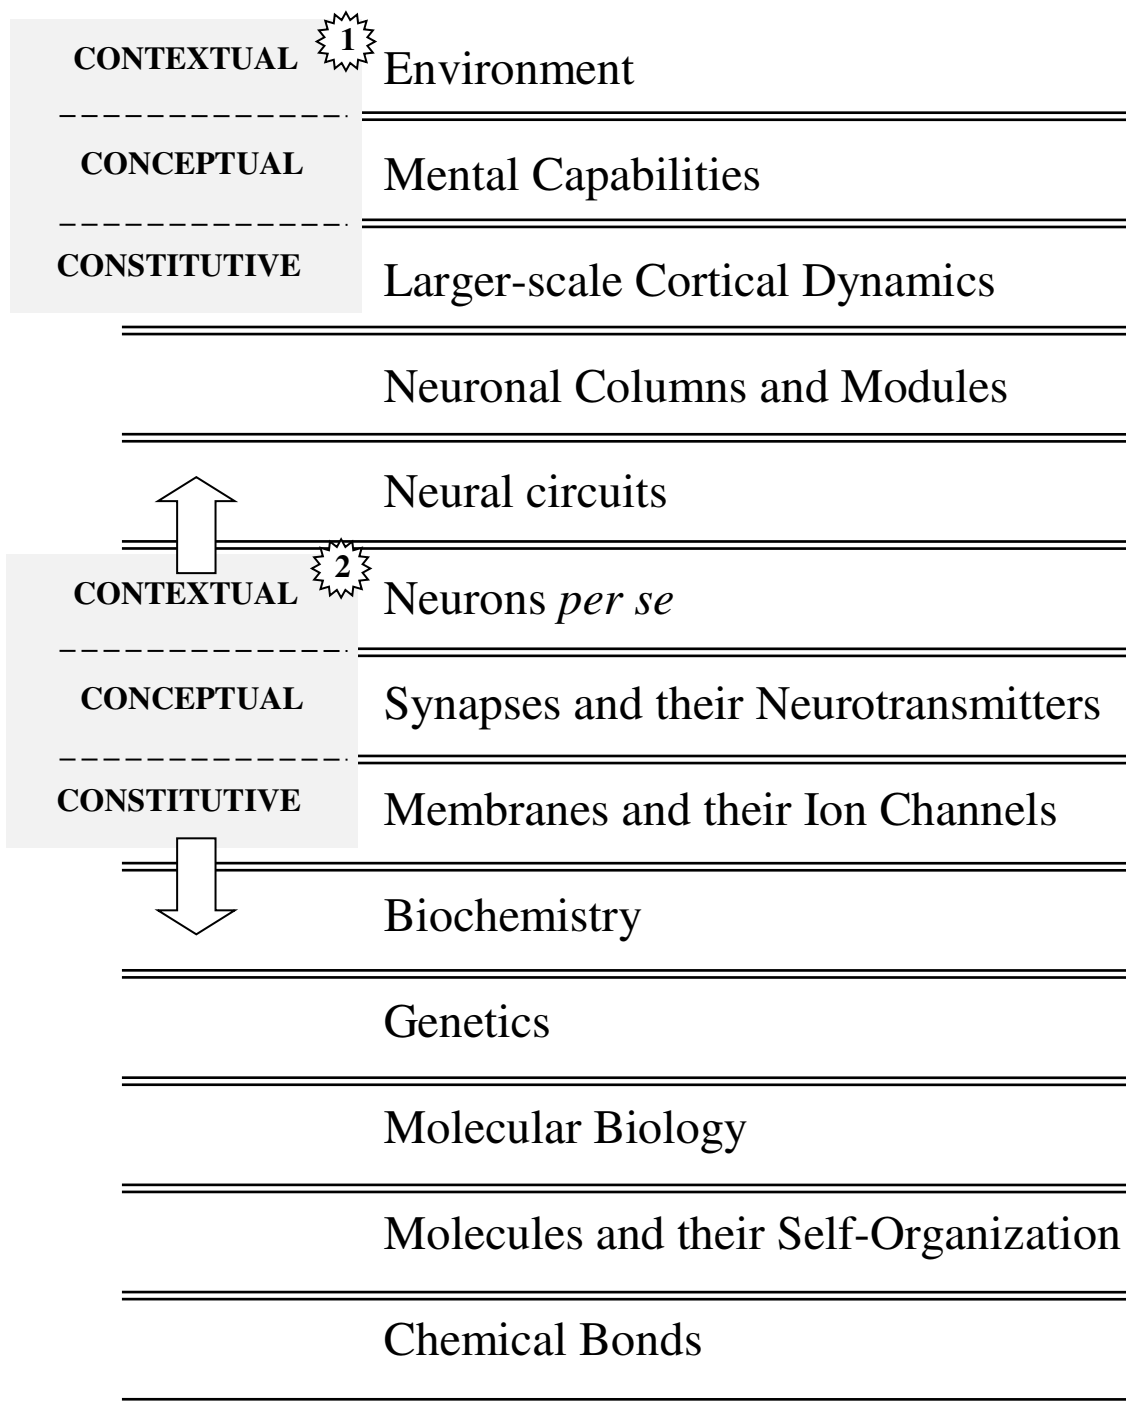 CONTEXTUAL 1 Environment
CONCEPTUAL Mental Capabilities
CONSTITUTIVE Larger-scale Cortical Dynamics
Neuronal Columns and Modules
Neural circuits
CONTEXTUAL 2 Neurons per se
CONCEPTUAL Synapses and their Neurotransmitters
CONSTITUTIVE Membranes and their Ion Channels
Biochemistry
Genetics
Molecular Biology
Molecules and their Self-Organization
Chemical Bonds